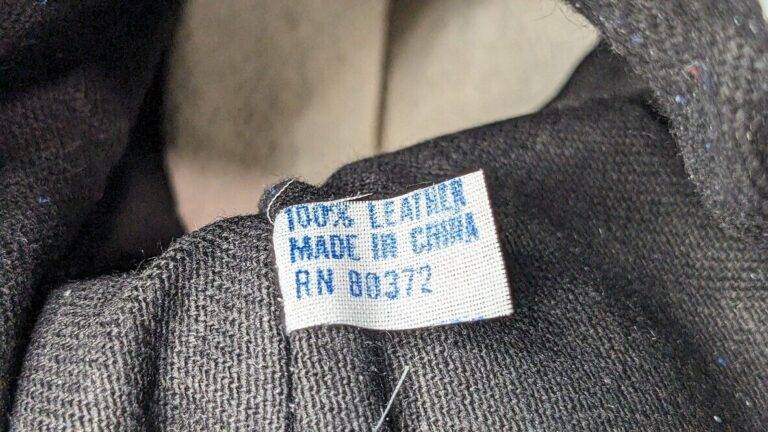 100% LEATHER
MADE IN CHINA
RN 80372